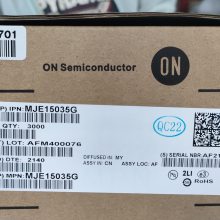 701
ON Semiconductor
ON
P) IPN:MJE15035G
QTY: 3000
QC22
T) LOT: AFM400076
DIFFUSED IN: MY
ASSY IN: CN
ASSY LOC: AF
(S) SERIAL NBR:AF21
DTE: 2140
P) MPN:MJE15035G
2LI